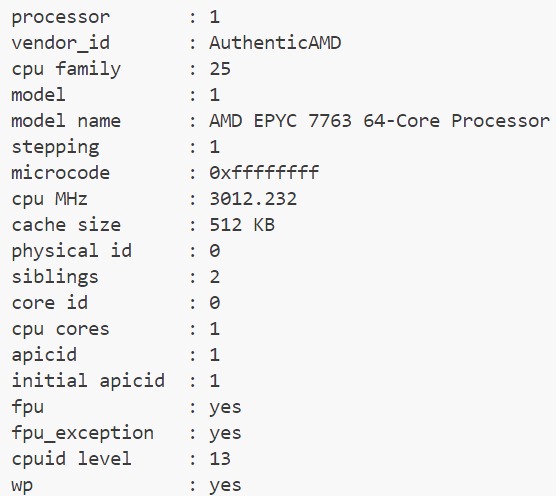 processor : 1
vendor_id : AuthenticAMD
cpu family : 25
model : 1
model name : AMD EPYC 7763 64-Core Processor
stepping : 1
microcode : 0xffffffff
cpu MHz : 3012.232
cache size : 512 KB
physical id : 0
siblings : 2
core id : 0
cpu cores : 1
apicid : 1
initial apicid : 1
fpu : yes
fpu_exception : yes
cpuid level : 13
wp : yes